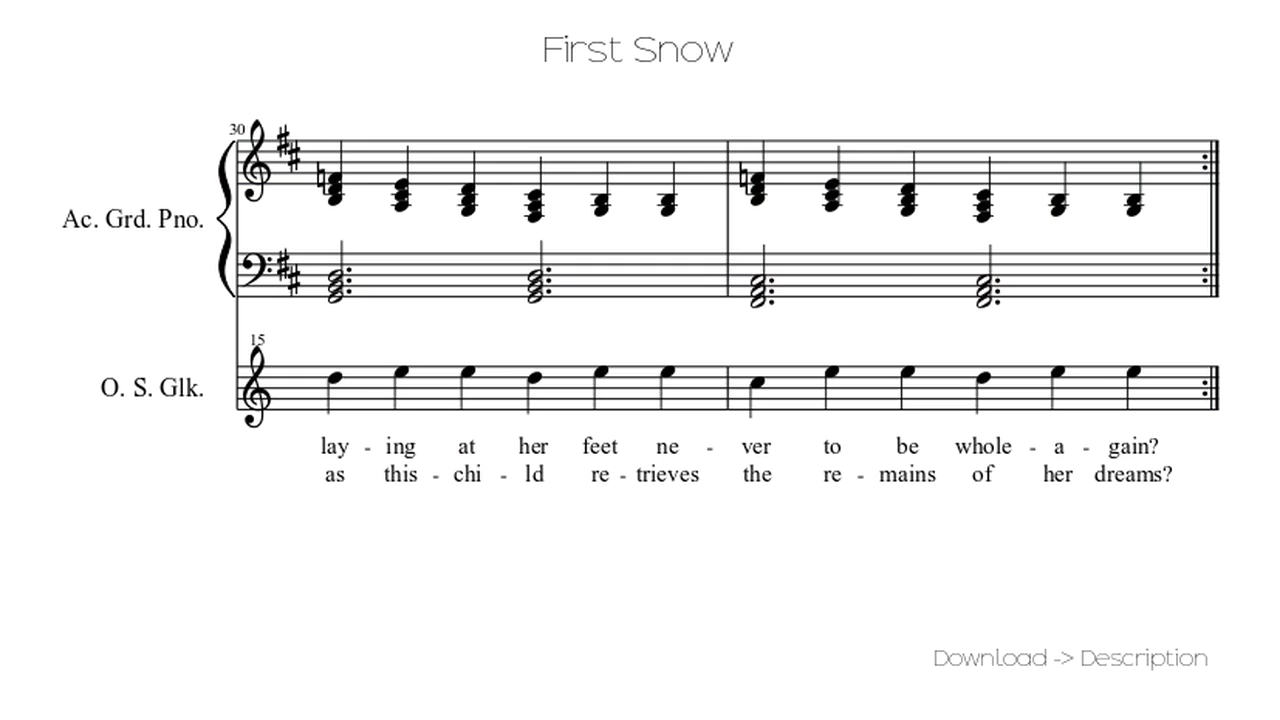 First Snow
30
Ac. Grd. Pno.
15
O. S. Glk.
lay - ing at her feet ne - ver to be whole - a - gain?
as this - chi - ld re - trieves the re - mains of her dreams?
Download -> Description